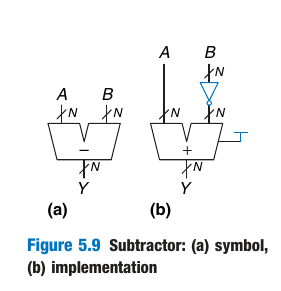 A B
N N
−
N
Y
(a)
A B
N
N N
+
N
Y
(b)
Figure 5.9 Subtractor: (a) symbol,
(b) implementation